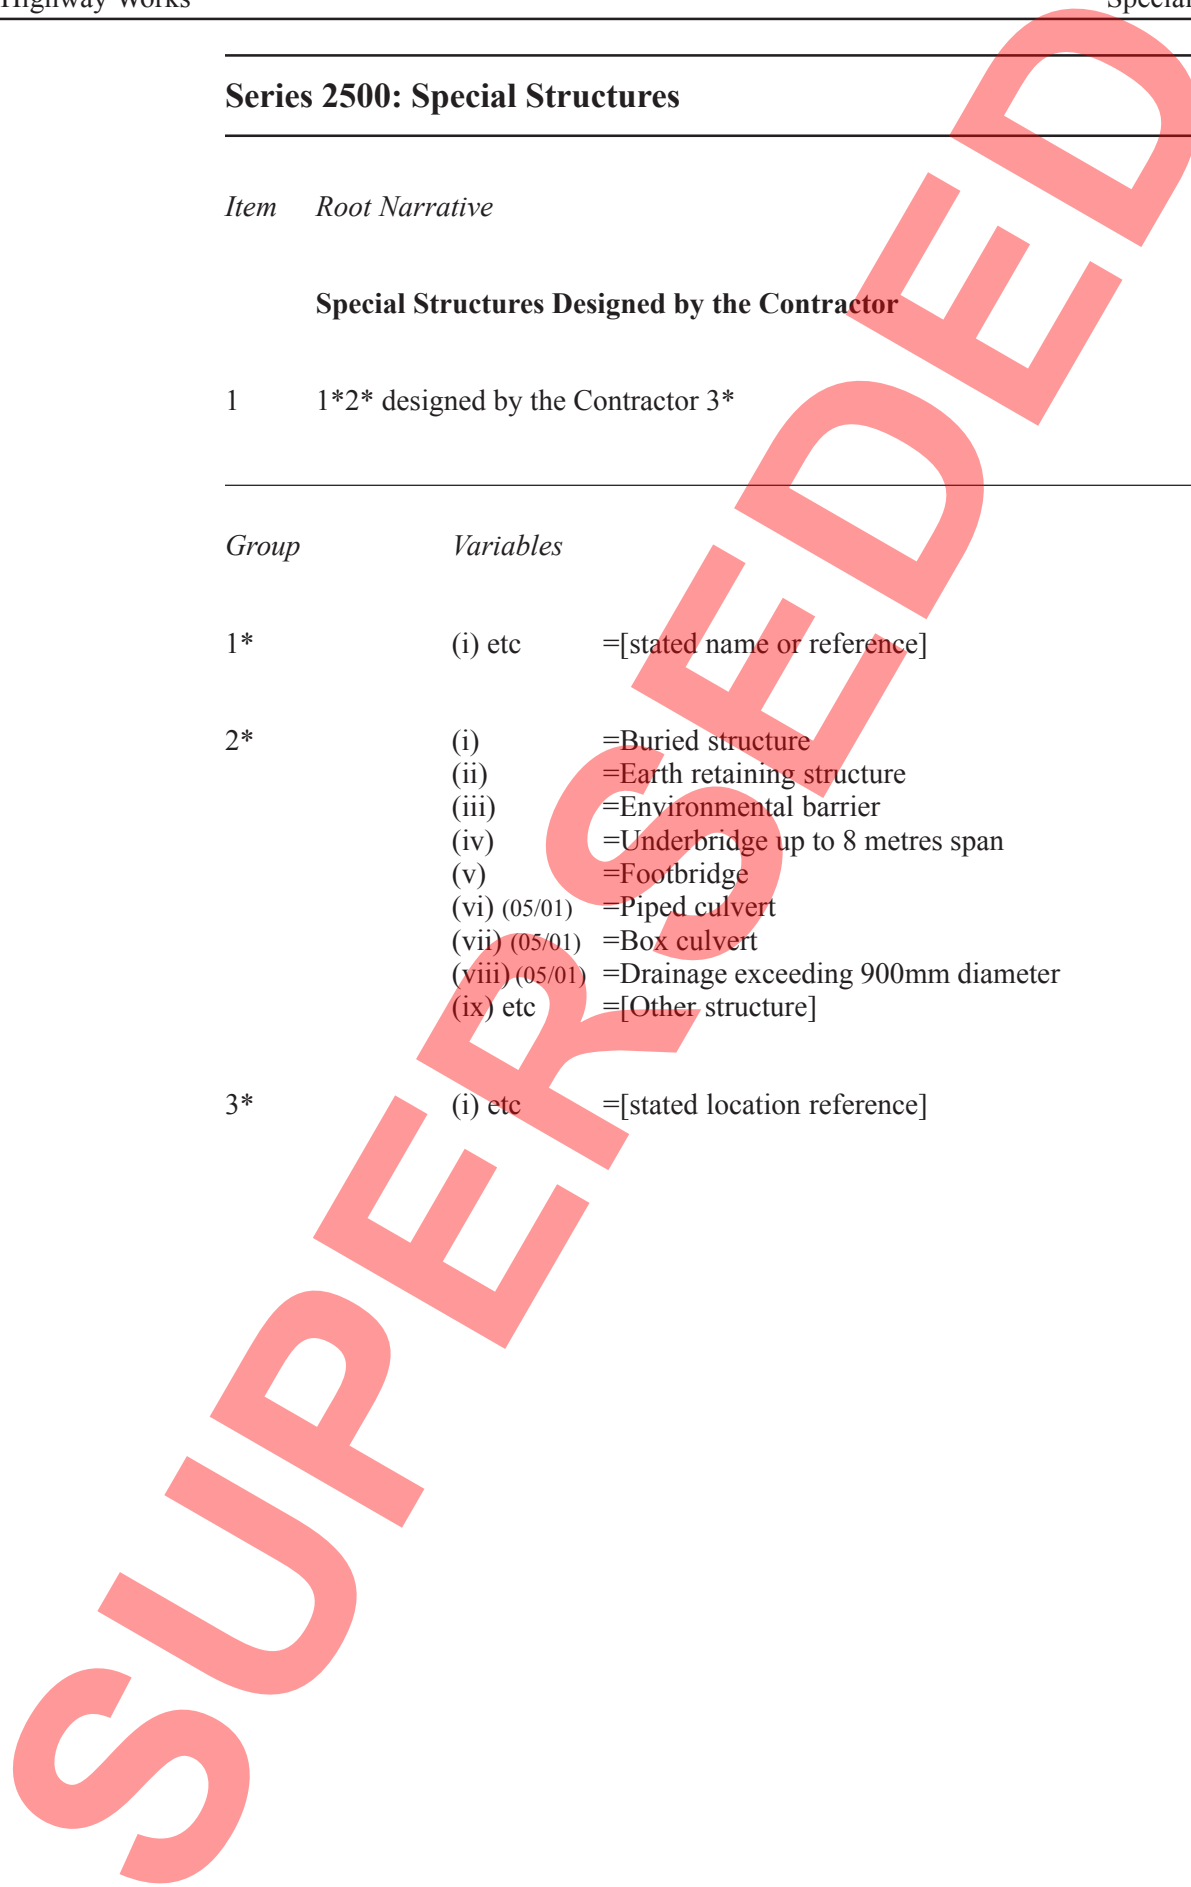 Highway Works Special
Series 2500: Special Structures
Item Root Narrative
Special Structures Designed by the Contractor
1 1*2* designed by the Contractor 3*
Group Variables
1* (i) etc =[stated name or reference]
2* (i) =Buried structure
(ii) =Earth retaining structure
(iii) =Environmental barrier
(iv) =Underbridge up to 8 metres span
(v) =Footbridge
(vi) (05/01) =Piped culvert
(vii) (05/01) =Box culvert
(viii) (05/01) =Drainage exceeding 900mm diameter
(ix) etc =[Other structure]
3* (i) etc =[stated location reference]
SUPERSEDED